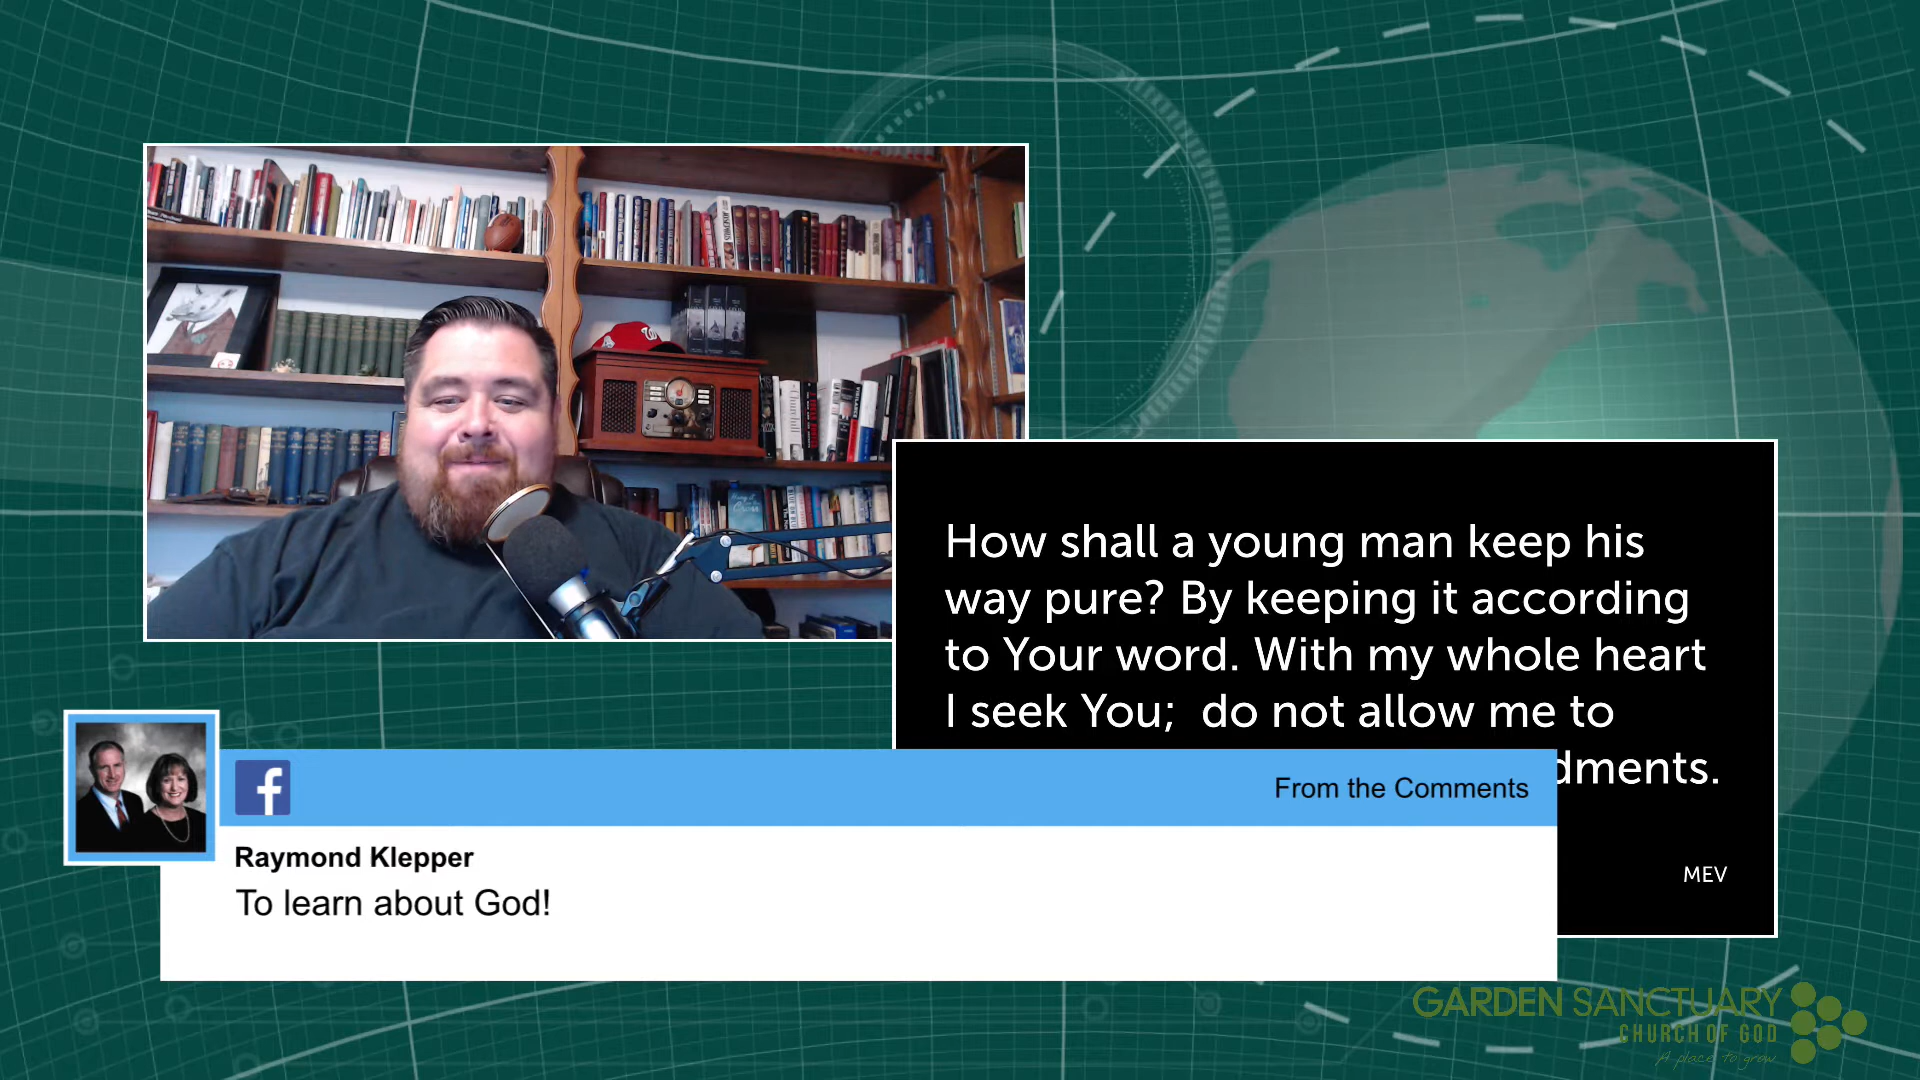 How shall a young man keep his
way pure? By keeping it according
to Your word. With my whole heart
I seek You;  do not allow me to
dments.
MEV
From the Comments
Raymond Klepper
To learn about God!
GARDEN SANCTUARY
CHURCH OF GOD
A place to grow